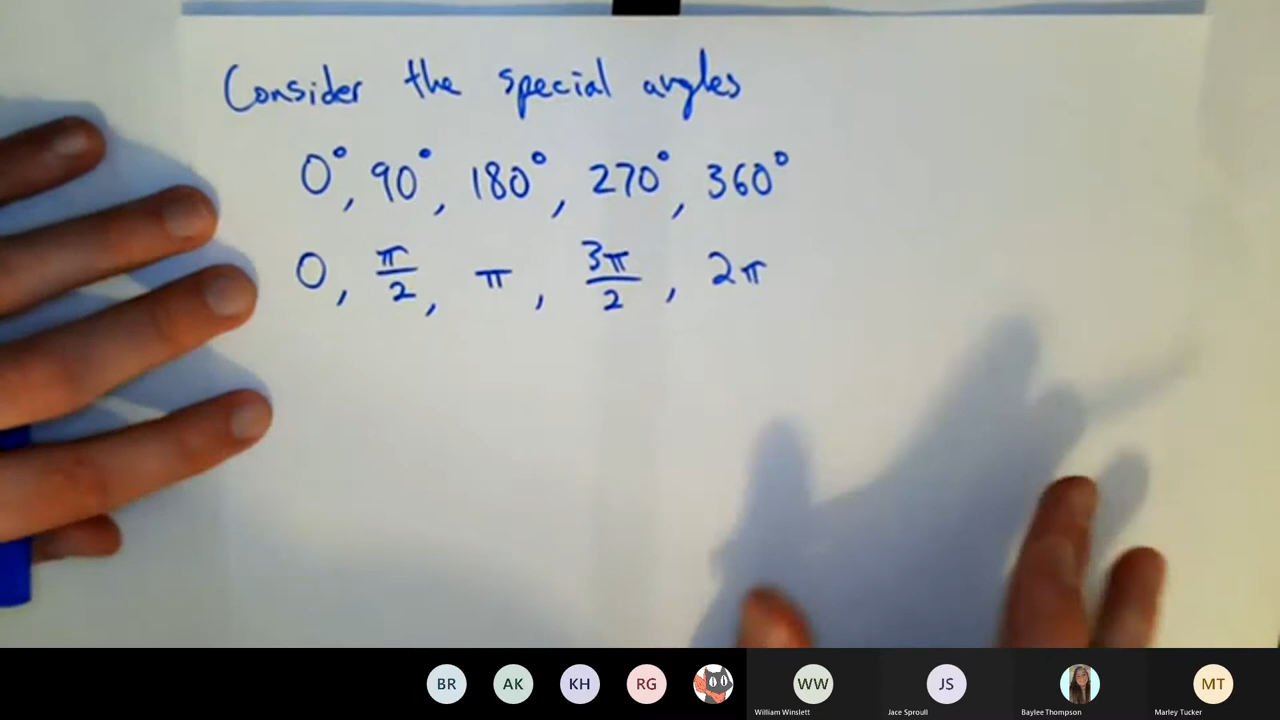 Consider the special angles
0°, 90°, 180°, 270°, 360°
0, π/2, π, 3π/2, 2π
BR AK KH RG WW JS MT
William Winslett Jace Sproull Baylee Thompson Marley Tucker